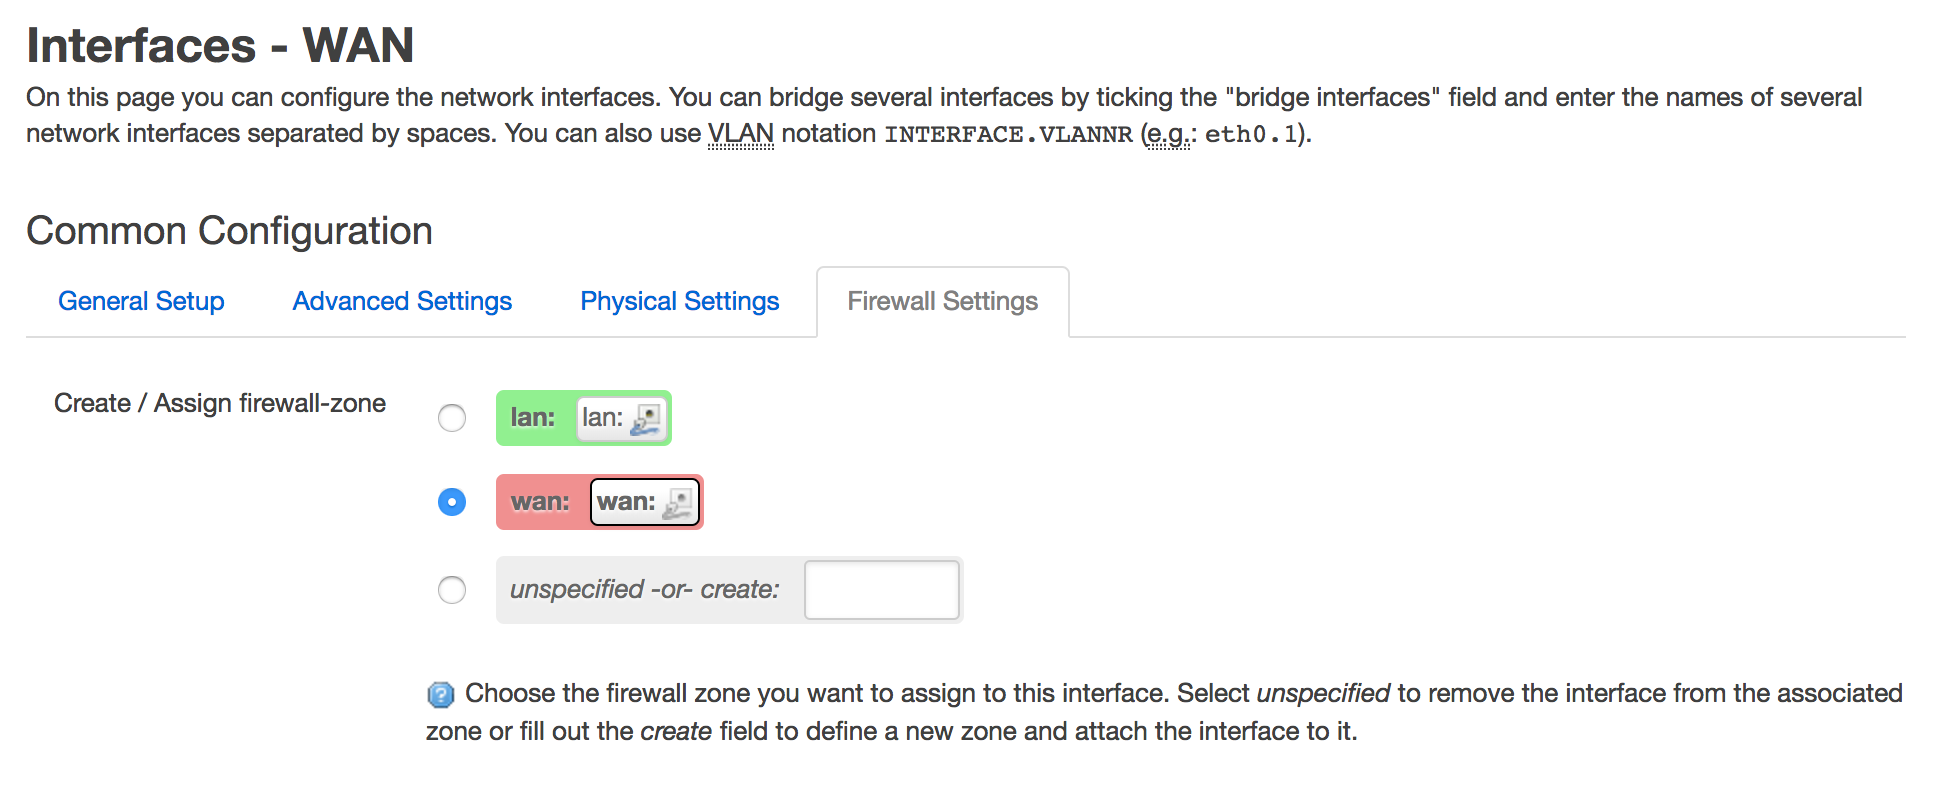 Interfaces - WAN
On this page you can configure the network interfaces. You can bridge several interfaces by ticking the "bridge interfaces" field and enter the names of several
network interfaces separated by spaces. You can also use VLAN notation INTERFACE.VLANNR (e.g.: eth0.1).
Common Configuration
General Setup Advanced Settings Physical Settings Firewall Settings
Create / Assign firewall-zone
lan: lan:
wan: wan:
unspecified -or- create:
Choose the firewall zone you want to assign to this interface. Select unspecified to remove the interface from the associated
zone or fill out the create field to define a new zone and attach the interface to it.